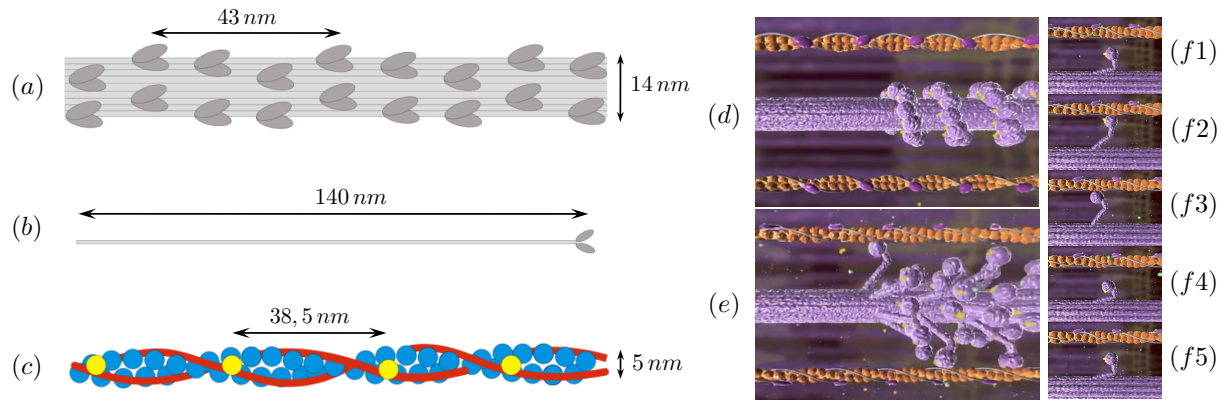 43 nm
(a)
14 nm
140 nm
(b)
38, 5 nm
(c)
5 nm
(d)
(e)
(f1)
(f2)
(f3)
(f4)
(f5)